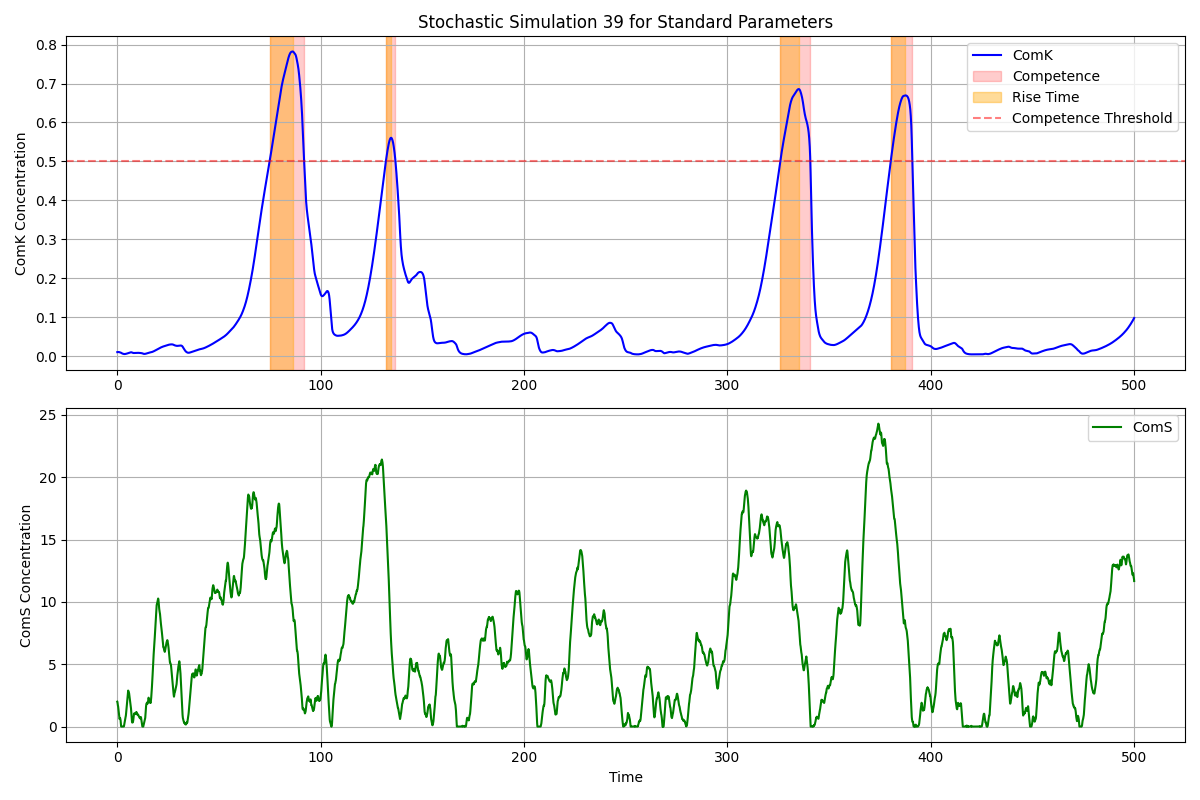 Stochastic Simulation 39 for Standard Parameters
ComK Concentration
0.8
0.7
0.6
0.5
0.4
0.3
0.2
0.1
0.0
ComK
Competence
Rise Time
Competence Threshold
0 100 200 300 400 500
ComS Concentration
25
20
15
10
5
0
ComS
0 100 200 300 400 500
Time